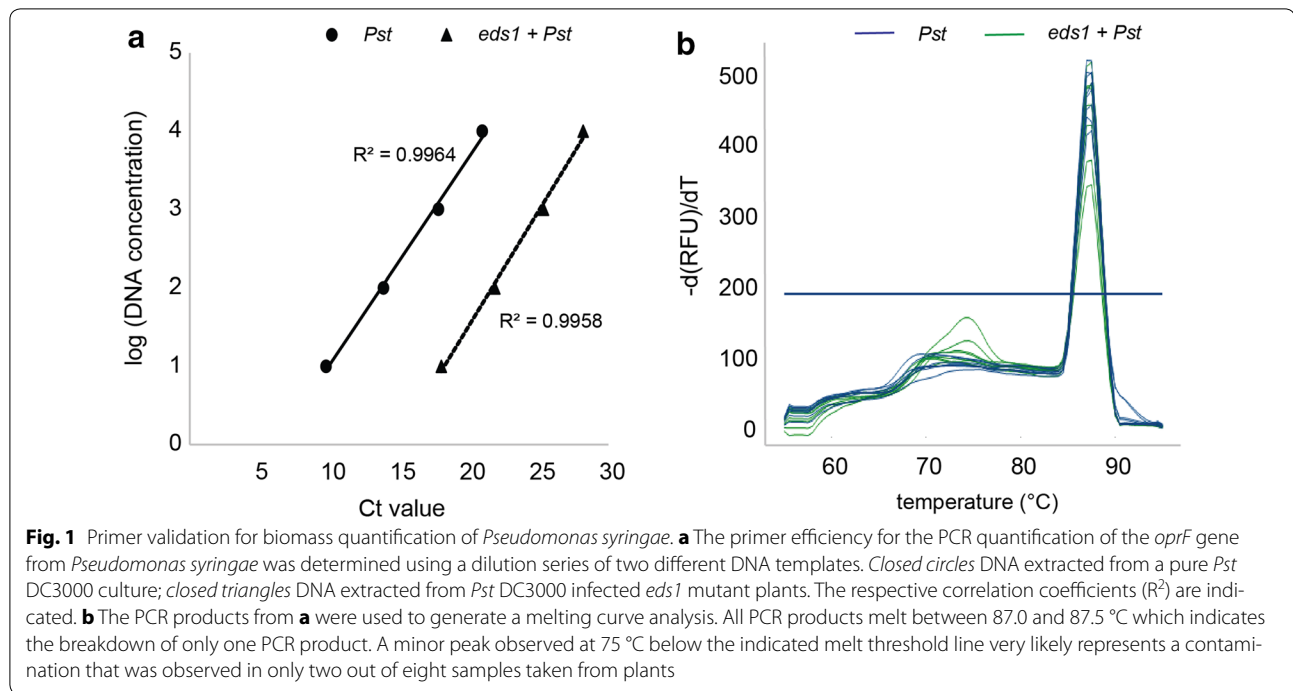 a
Pst
eds1 + Pst
5
4
3
2
1
0
log (DNA concentration)
R² = 0.9964
R² = 0.9958
5 10 15 20 25 30
Ct value
b
Pst
eds1 + Pst
500
400
300
200
100
0
-d(RFU)/dT
60 70 80 90
temperature (°C)
Fig. 1 Primer validation for biomass quantification of Pseudomonas syringae. a The primer efficiency for the PCR quantification of the oprF gene
from Pseudomonas syringae was determined using a dilution series of two different DNA templates. Closed circles DNA extracted from a pure Pst
DC3000 culture; closed triangles DNA extracted from Pst DC3000 infected eds1 mutant plants. The respective correlation coefficients (R²) are indi-
cated. b The PCR products from a were used to generate a melting curve analysis. All PCR products melt between 87.0 and 87.5 °C which indicates
the breakdown of only one PCR product. A minor peak observed at 75 °C below the indicated melt threshold line very likely represents a contami-
nation that was observed in only two out of eight samples taken from plants